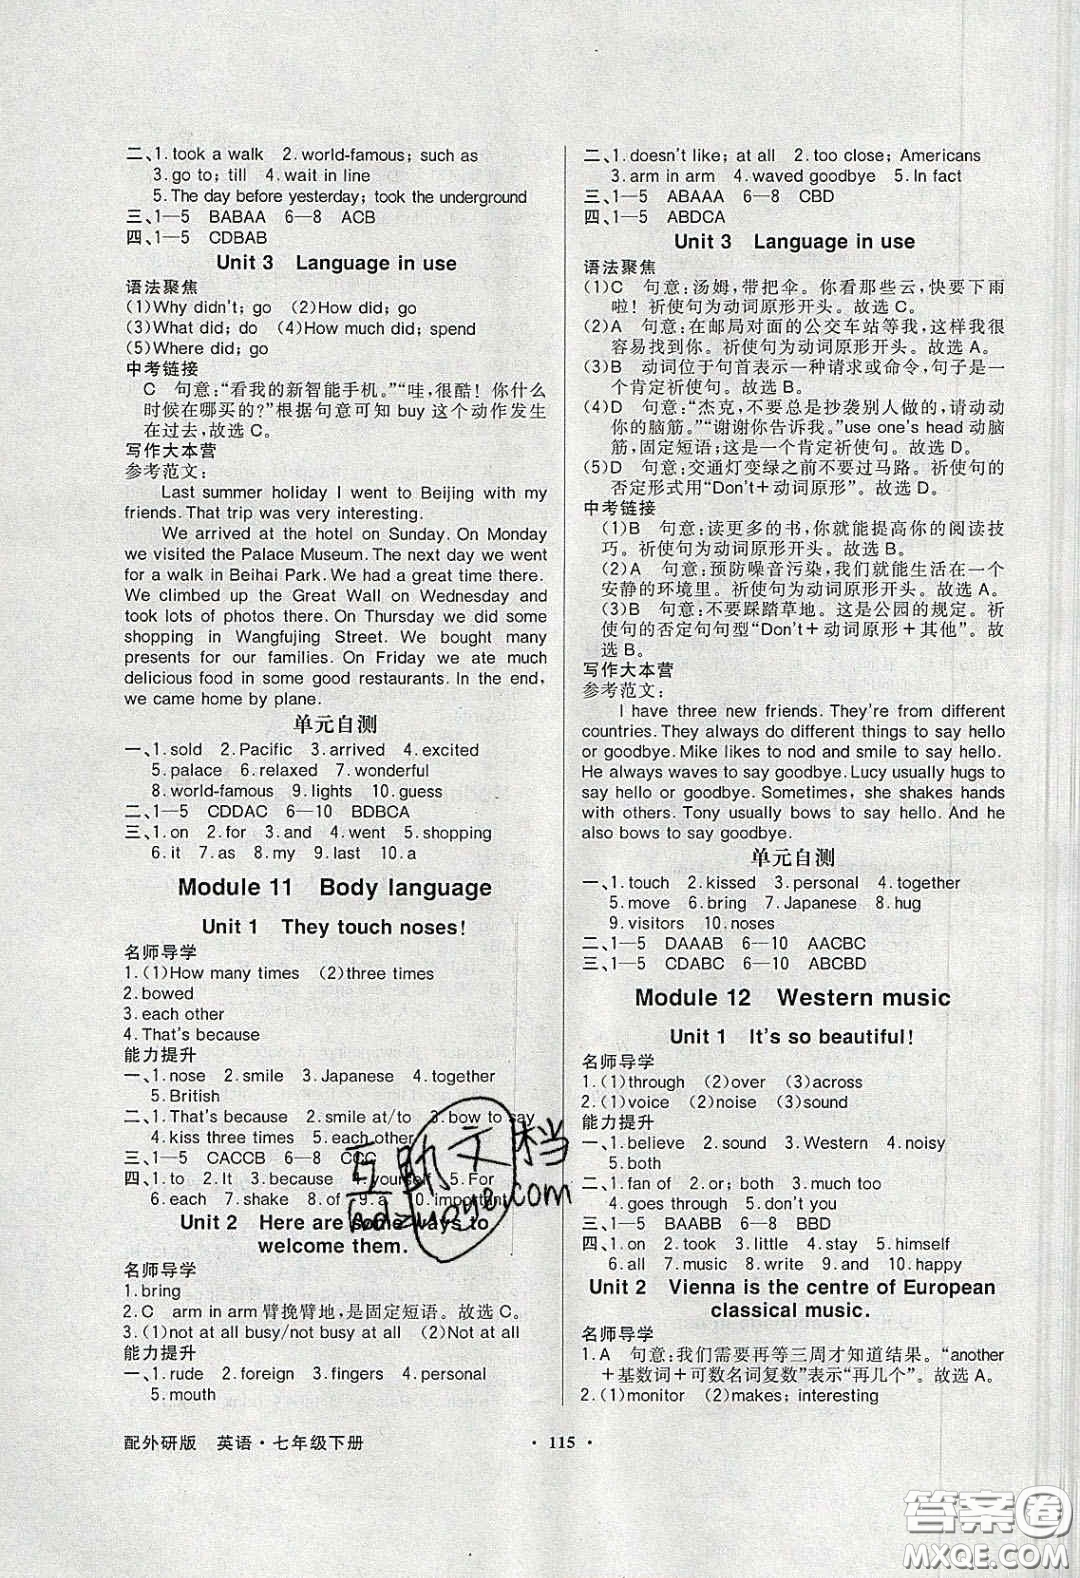 二、1. took a walk 2. world-famous; such as
3. go to; till 4. wait in line
5. The day before yesterday; took the underground
三、1—5 BABAA 6—8 ACB
四、1—5 CDBAB
Unit 3 Language in use
语法聚焦
(1)Why didn't; go (2)How did; go
(3)What did; do (4)How much did; spend
(5)Where did; go
中考链接
C 句意:“看我的新智能手机。”“哇,很酷! 你什么
时候在哪买的?”根据句意可知 buy 这个动作发生
在过去,故选 C。
写作大本营
参考范文:
Last summer holiday I went to Beijing with my
friends. That trip was very interesting.
We arrived at the hotel on Sunday. On Monday
we visited the Palace Museum. The next day we went
for a walk in Beihai Park. We had a great time there.
We climbed up the Great Wall on Wednesday and
took lots of photos there. On Thursday we did some
shopping in Wangfujing Street. We bought many
presents for our families. On Friday we ate much
delicious food in some good restaurants. In the end,
we came home by plane.
单元自测
一、1. sold 2. Pacific 3. arrived 4. excited
5. palace 6. relaxed 7. wonderful
8. world-famous 9. lights 10. guess
二、1—5 CDDAC 6—10 BDBCA
三、1. on 2. for 3. and 4. went 5. shopping
6. it 7. as 8. my 9. last 10. a
Module 11 Body language
Unit 1 They touch noses!
名师导学
1. (1)How many times (2)three times
2. bowed
3. each other
4. That's because
能力提升
一、1. nose 2. smile 3. Japanese 4. together
5. British
二、1. That's because 2. smile at/to 3. bow to say
4. kiss three times 5. each other
三、1—5 CACCB 6—8 CCC
四、1. to 2. It 3. because 4. yourself 5. For
6. each 7. shake 8. of 9. a 10. important
Unit 2 Here are some ways to
welcome them.
名师导学
1. bring
2. C arm in arm 臂挽臂地,是固定短语。故选 C。
3. (1)not at all busy/not busy at all (2)Not at all
能力提升
一、1. rude 2. foreign 3. fingers 4. personal
5. mouth
二、1. doesn't like; at all 2. too close; Americans
3. arm in arm 4. waved goodbye 5. In fact
三、1—5 ABAAA 6—8 CBD
四、1—5 ABDCA
Unit 3 Language in use
语法聚焦
(1)C 句意:汤姆,带把伞。你看那些云,快要下雨
啦! 祈使句为动词原形开头。故选 C。
(2)A 句意:在邮局对面的公交车站等我,这样我很
容易找到你。祈使句为动词原形开头。故选 A。
(3)B 动词位于句首表示一种请求或命令,句子是一
个肯定祈使句。故选 B。
(4)D 句意:“杰克,不要总是抄袭别人做的,请动动
你的脑筋。”“谢谢你告诉我。”use one's head 动脑
筋,固定短语;这是一个肯定祈使句。故选 D。
(5)D 句意:交通灯变绿之前不要过马路。祈使句的
否定形式用“Don't+动词原形”。故选 D。
中考链接
(1)B 句意:读更多的书,你就能提高你的阅读技
巧。祈使句为动词原形开头。故选 B。
(2)A 句意:预防噪音污染,我们就能生活在一个
安静的环境里。祈使句为动词原形开头。故选 A。
(3)B 句意:不要踩踏草地。这是公园的规定。祈
使句的否定句句型“Don't+动词原形+其他”。故
选 B。
写作大本营
参考范文:
I have three new friends. They're from different
countries. They always do different things to say hello
or goodbye. Mike likes to nod and smile to say hello.
He always waves to say goodbye. Lucy usually hugs to
say hello or goodbye. Sometimes, she shakes hands
with others. Tony usually bows to say hello. And he
also bows to say goodbye.
单元自测
一、1. touch 2. kissed 3. personal 4. together
5. move 6. bring 7. Japanese 8. hug
9. visitors 10. noses
二、1—5 DAAAB 6—10 AACBC
三、1—5 CDABC 6—10 ABCBD
Module 12 Western music
Unit 1 It's so beautiful!
名师导学
1. (1)through (2)over (3)across
2. (1)voice (2)noise (3)sound
能力提升
一、1. believe 2. sound 3. Western 4. noisy
5. both
二、1. fan of 2. or; or 3. much too
4. goes through 5. don't you
三、1—5 BAABB 6—8 BBD
四、1. on 2. took 3. little 4. stay 5. himself
6. all 7. music 8. write 9. and 10. happy
Unit 2 Vienna is the centre of European
classical music.
名师导学
1. A 句意:我们需要再等三周才知道结果。“another
+基数词+可数名词复数”表示“再几个”。故选 A。
2. (1)monitor (2)makes; interesting
配外研版 英语·七年级下册
· 115 ·
互助文档
hdzuoye.com
答案圈
MXQE.COM